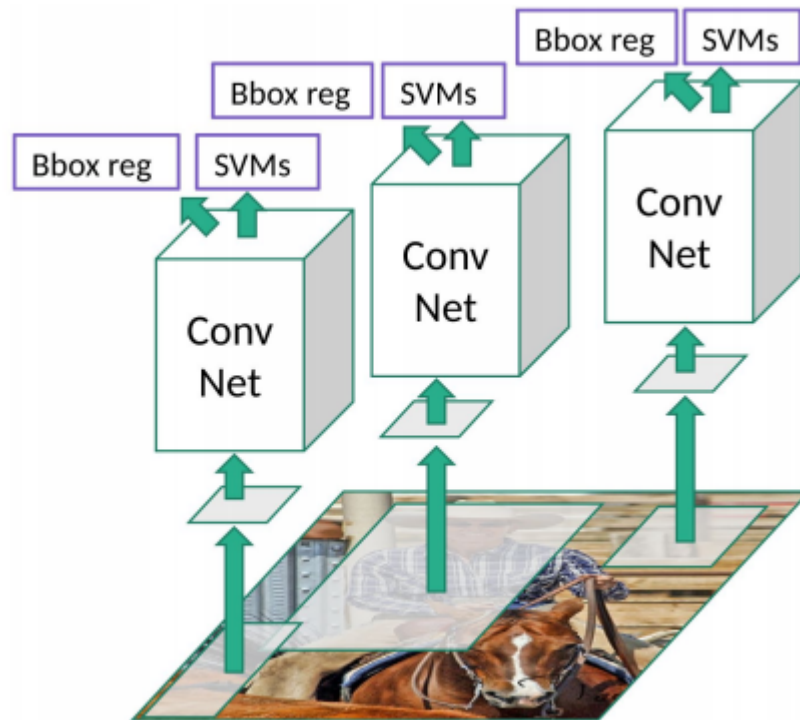 Bbox reg SVMs
Bbox reg SVMs
Bbox reg SVMs
Conv
Net
Conv
Net
Conv
Net